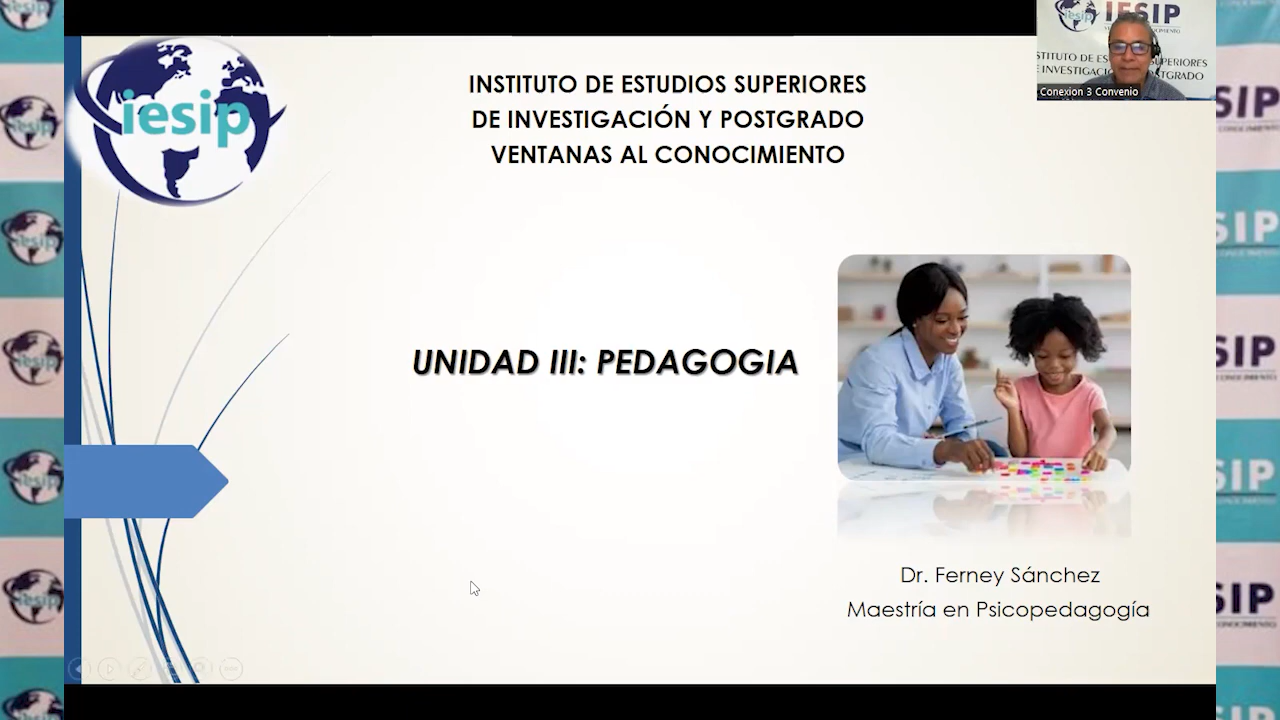 iesip
INSTITUTO DE ESTUDIOS SUPERIORES
DE INVESTIGACIÓN Y POSTGRADO
VENTANAS AL CONOCIMIENTO
IESIP
Conexion 3 Convenio
UNIDAD III: PEDAGOGIA
Dr. Ferney Sánchez
Maestría en Psicopedagogía